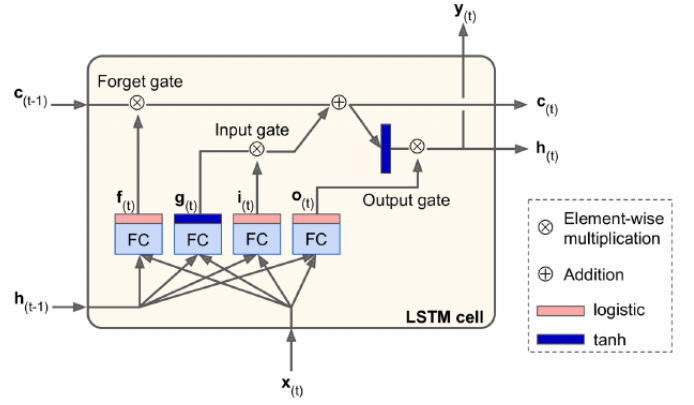 y(t)
Forget gate
c(t-1)
c(t)
Input gate
h(t)
f(t)
g(t)
i(t)
o(t)
Output gate
FC
FC
FC
FC
h(t-1)
LSTM cell
x(t)
Element-wise
multiplication
Addition
logistic
tanh